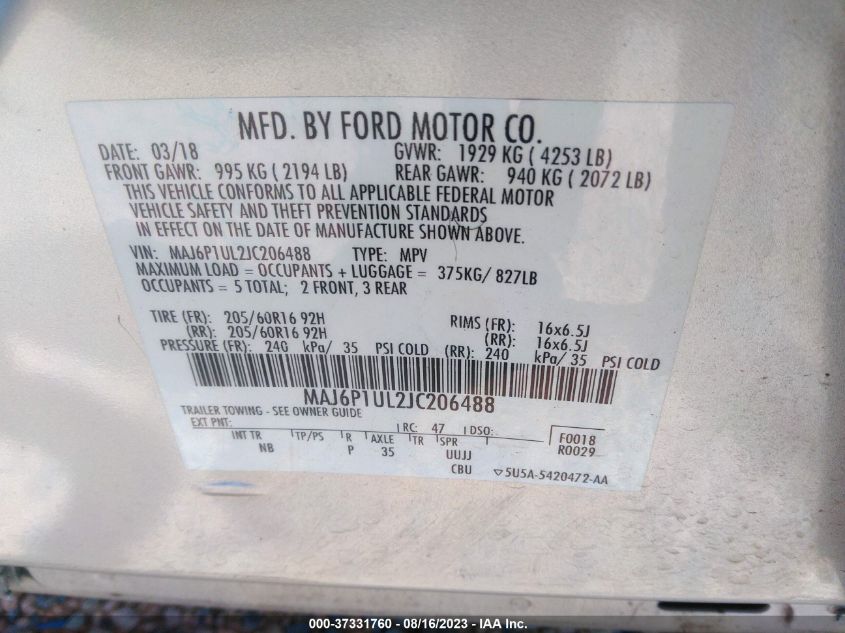 MFD. BY FORD MOTOR CO.
DATE: 03/18 GVWR: 1929 KG ( 4253 LB)
FRONT GAWR: 995 KG ( 2194 LB) REAR GAWR: 940 KG ( 2072 LB)
THIS VEHICLE CONFORMS TO ALL APPLICABLE FEDERAL MOTOR
VEHICLE SAFETY AND THEFT PREVENTION STANDARDS
IN EFFECT ON THE DATE OF MANUFACTURE SHOWN ABOVE.
VIN: MAJ6P1UL2JC206488 TYPE: MPV
MAXIMUM LOAD = OCCUPANTS + LUGGAGE = 375KG/ 827LB
OCCUPANTS = 5 TOTAL; 2 FRONT, 3 REAR
TIRE (FR): 205/60R16 92H RIMS (FR): 16x6.5J
(RR): 205/60R16 92H (RR): 16x6.5J
PRESSURE (FR): 240 kPa/ 35 PSI COLD (RR): 240 kPa/ 35 PSI COLD
MAJ6P1UL2JC206488
TRAILER TOWING - SEE OWNER GUIDE
EXT PNT: RC: 47 DSO: F0018
INT TR TP/PS R AXLE TR SPR R0029
NB P 35 UUJJ
CBU 5U5A-5420472-AA
000-37331760 - 08/16/2023 - IAA Inc.